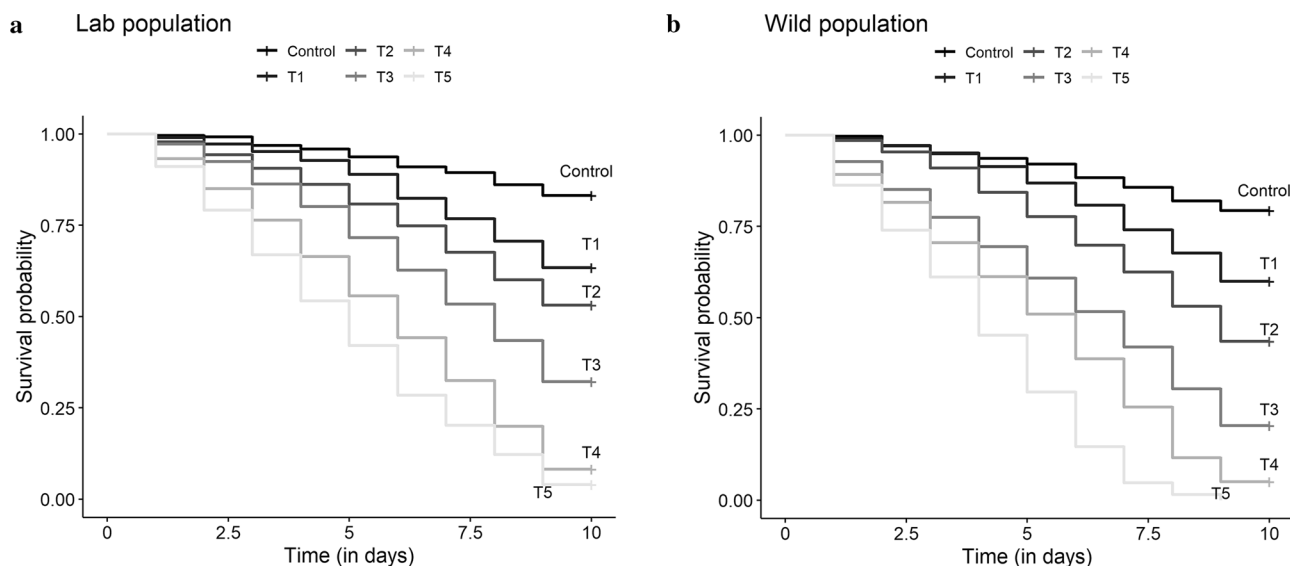 a Lab population
Control T2 T4
T1 T3 T5
1.00
0.75
0.50
0.25
0.00
Survival probability
Control
T1
T2
T3
T4
T5
0 2.5 5 7.5 10
Time (in days)
b Wild population
Control T2 T4
T1 T3 T5
1.00
0.75
0.50
0.25
0.00
Survival probability
Control
T1
T2
T3
T4
T5
0 2.5 5 7.5 10
Time (in days)